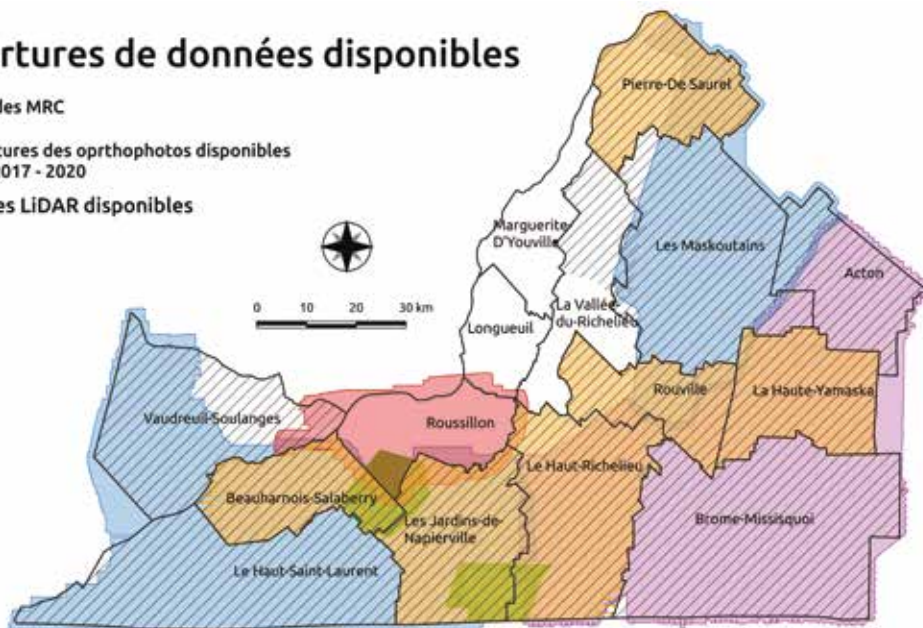 rtures de données disponibles
des MRC
tures des oprthophotos disponibles
2017 - 2020
es LiDAR disponibles
0 10 20 30 km
Pierre-De Saurel
Marguerite-
D'Youville
Les Maskoutains
Acton
Longueuil
La Vallée-
du-Richelieu
Vaudreuil-Soulanges
Roussillon
Rouville
La Haute-Yamaska
Le Haut-Richelieu
Beauharnois-Salaberry
Les Jardins-de-
Napierville
Brome-Missisquoi
Le Haut-Saint-Laurent